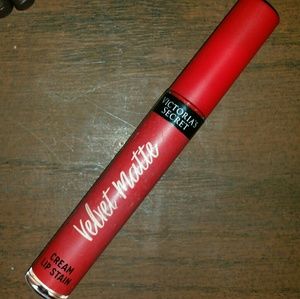 VICTORIA'S
SECRET
Velvet Matte
CREAM
LIP STAIN